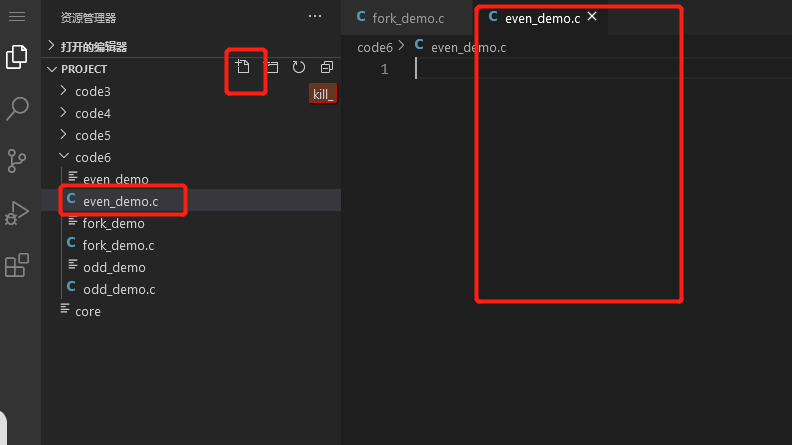 资源管理器 ···
打开的编辑器
PROJECT
code3
kill_
code4
code5
code6
even_demo
even_demo.c
fork_demo
fork_demo.c
odd_demo
odd_demo.c
core
fork_demo.c even_demo.c ×
code6 > even_demo.c
1